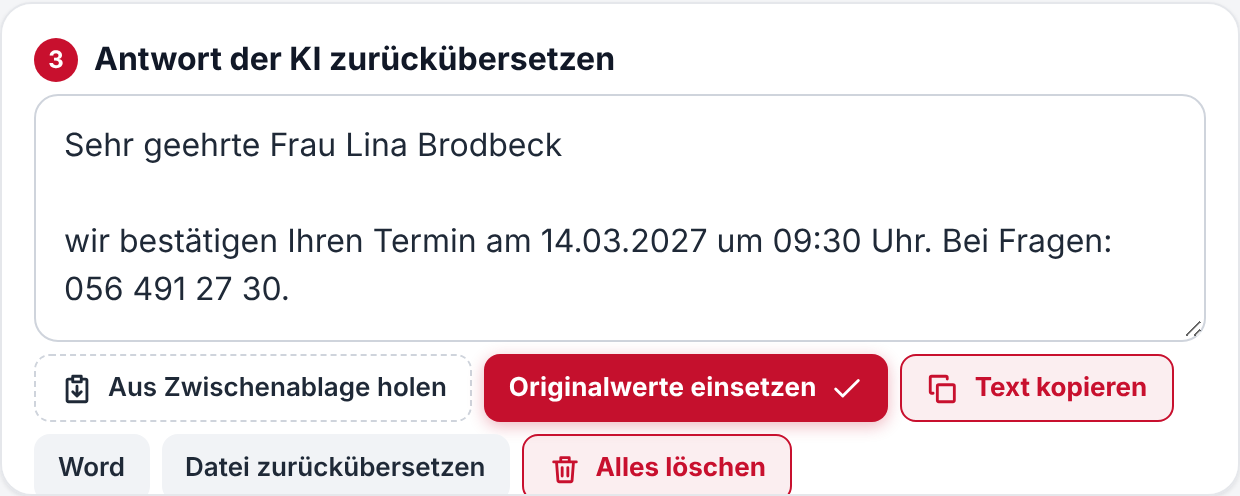 3 Antwort der KI zurückübersetzen
Sehr geehrte Frau Lina Brodbeck
wir bestätigen Ihren Termin am 14.03.2027 um 09:30 Uhr. Bei Fragen:
056 491 27 30.
Aus Zwischenablage holen Originalwerte einsetzen Text kopieren
Word Datei zurückübersetzen Alles löschen